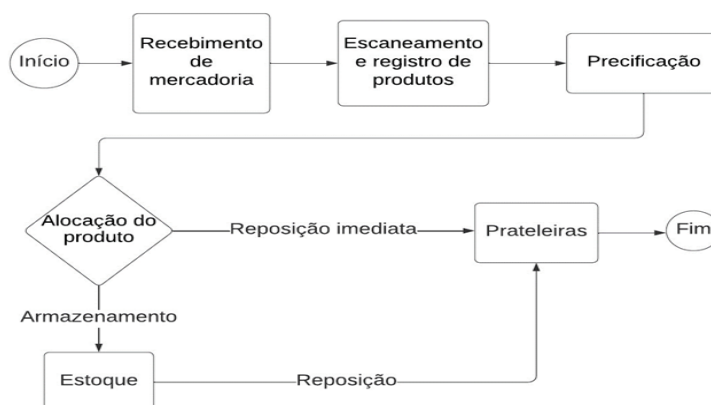 Início
Recebimento
de
mercadoria
Escaneamento
e registro de
produtos
Precificação
Alocação do
produto
Reposição imediata
Prateleiras
Fim
Armazenamento
Estoque
Reposição